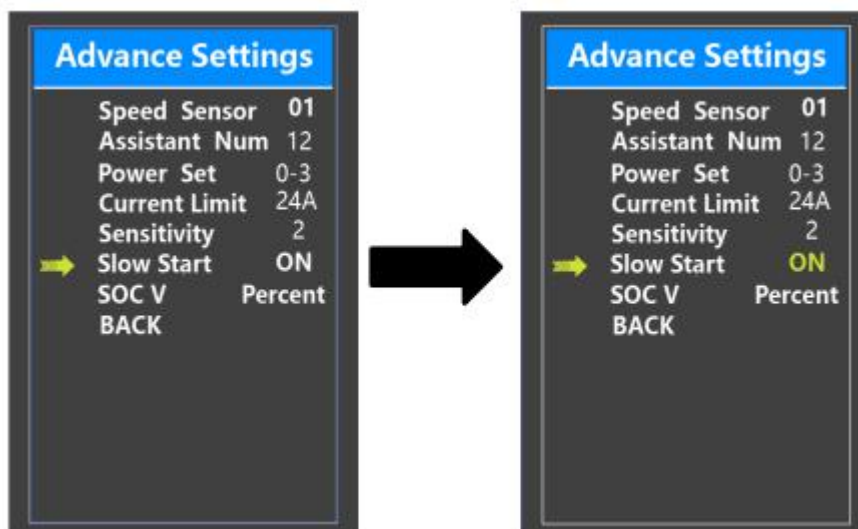 Advance Settings
Speed Sensor 01
Assistant Num 12
Power Set 0-3
Current Limit 24A
Sensitivity 2
Slow Start ON
SOC V Percent
BACK
Advance Settings
Speed Sensor 01
Assistant Num 12
Power Set 0-3
Current Limit 24A
Sensitivity 2
Slow Start ON
SOC V Percent
BACK